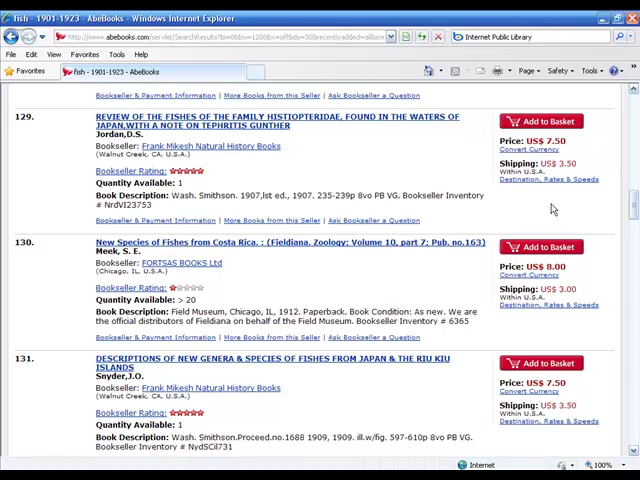 fish - 1901-1923 - AbeBooks - Windows Internet Explorer
Internet Public Library
File Edit View Favorites Tools Help
Favorites fish - 1901-1923 - AbeBooks Page Safety Tools
Bookseller & Payment Information | More Books from this Seller | Ask Bookseller a Question
129. REVIEW OF THE FISHES OF THE FAMILY HISTIOPTERIDAE, FOUND IN THE WATERS OF
JAPAN,WITH A NOTE ON TEPHRITIS GUNTHER
Jordan,D.S.
Bookseller: Frank Mikesh Natural History Books
(Walnut Creek, CA, U.S.A.)
Bookseller Rating:
Quantity Available: 1
Book Description: Wash. Smithson. 1907,lst ed., 1907. 235-239p 8vo PB VG. Bookseller Inventory
# NrdVI23753
Add to Basket
Price: US$ 7.50
Convert Currency
Shipping: US$ 3.50
Within U.S.A.
Destination, Rates & Speeds
Bookseller & Payment Information | More Books from this Seller | Ask Bookseller a Question
130. New Species of Fishes from Costa Rica. : (Fieldiana. Zoology; Volume 10, part 7; Pub. no.163)
Meek, S. E.
Bookseller: FORTSAS BOOKS Ltd
(Chicago, IL, U.S.A.)
Bookseller Rating:
Quantity Available: > 20
Book Description: Field Museum, Chicago, IL, 1912. Paperback. Book Condition: As new. We are
the official distributors of Fieldiana on behalf of the Field Museum. Bookseller Inventory # 6365
Add to Basket
Price: US$ 8.00
Convert Currency
Shipping: US$ 3.00
Within U.S.A.
Destination, Rates & Speeds
Bookseller & Payment Information | More Books from this Seller | Ask Bookseller a Question
131. DESCRIPTIONS OF NEW GENERA & SPECIES OF FISHES FROM JAPAN & THE RIU KIU
ISLANDS
Snyder,J.O.
Bookseller: Frank Mikesh Natural History Books
(Walnut Creek, CA, U.S.A.)
Bookseller Rating:
Quantity Available: 1
Book Description: Wash. Smithson.Proceed.no.1688 1909, 1909. ill.w/fig. 597-610p 8vo PB VG.
Bookseller Inventory # NydSCil731
Add to Basket
Price: US$ 7.50
Convert Currency
Shipping: US$ 3.50
Within U.S.A.
Destination, Rates & Speeds
Internet 100%